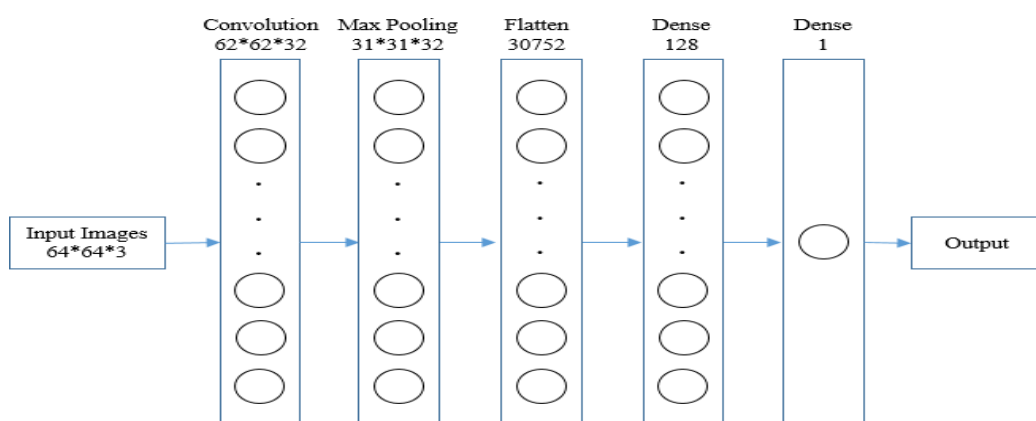 Convolution
62*62*32
Max Pooling
31*31*32
Flatten
30752
Dense
128
Dense
1
Input Images
64*64*3
Output